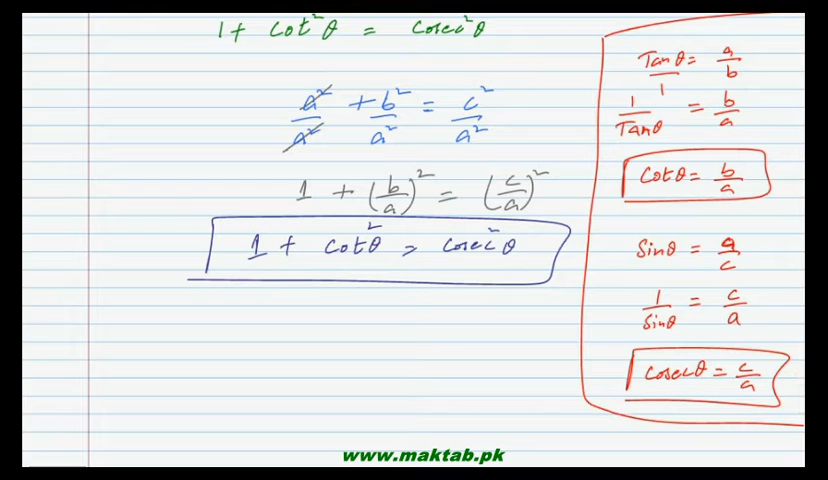 1 + Cot²θ = Cosec²θ
a²/a² + b²/a² = c²/a²
1 + (b/a)² = (c/a)²
1 + Cot²θ = Cosec²θ
Tanθ/1 = a/b
1/Tanθ = b/a
Cotθ = b/a
Sinθ = a/c
1/Sinθ = c/a
Cosecθ = c/a
www.maktab.pk